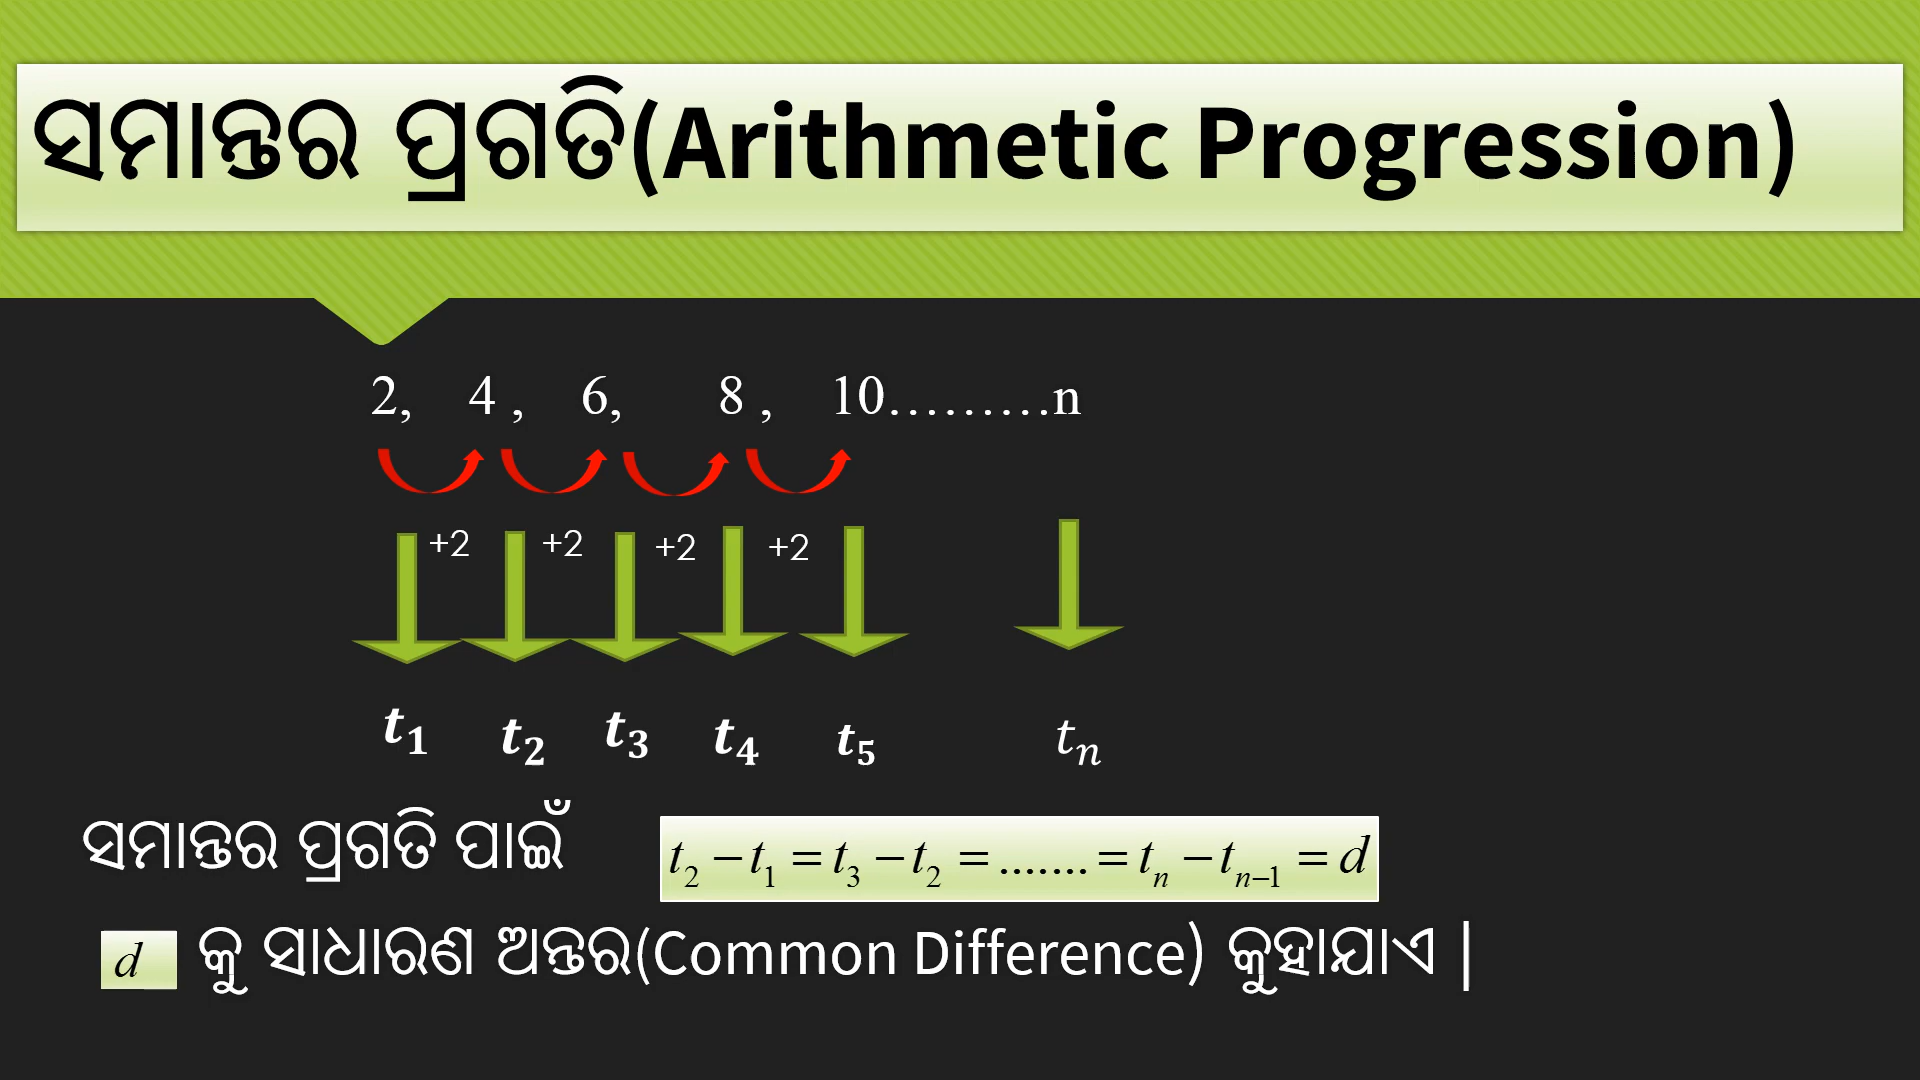 ସମାନ୍ତର ପ୍ରଗତି(Arithmetic Progression)
2, 4 , 6, 8 , 10.........n
+2 +2 +2 +2
t₁ t₂ t₃ t₄ t₅ tₙ
ସମାନ୍ତର ପ୍ରଗତି ପାଇଁ t₂ − t₁ = t₃ − t₂ = ....... = tₙ − tₙ₋₁ = d
d କୁ ସାଧାରଣ ଅନ୍ତର(Common Difference) କୁହାଯାଏ |